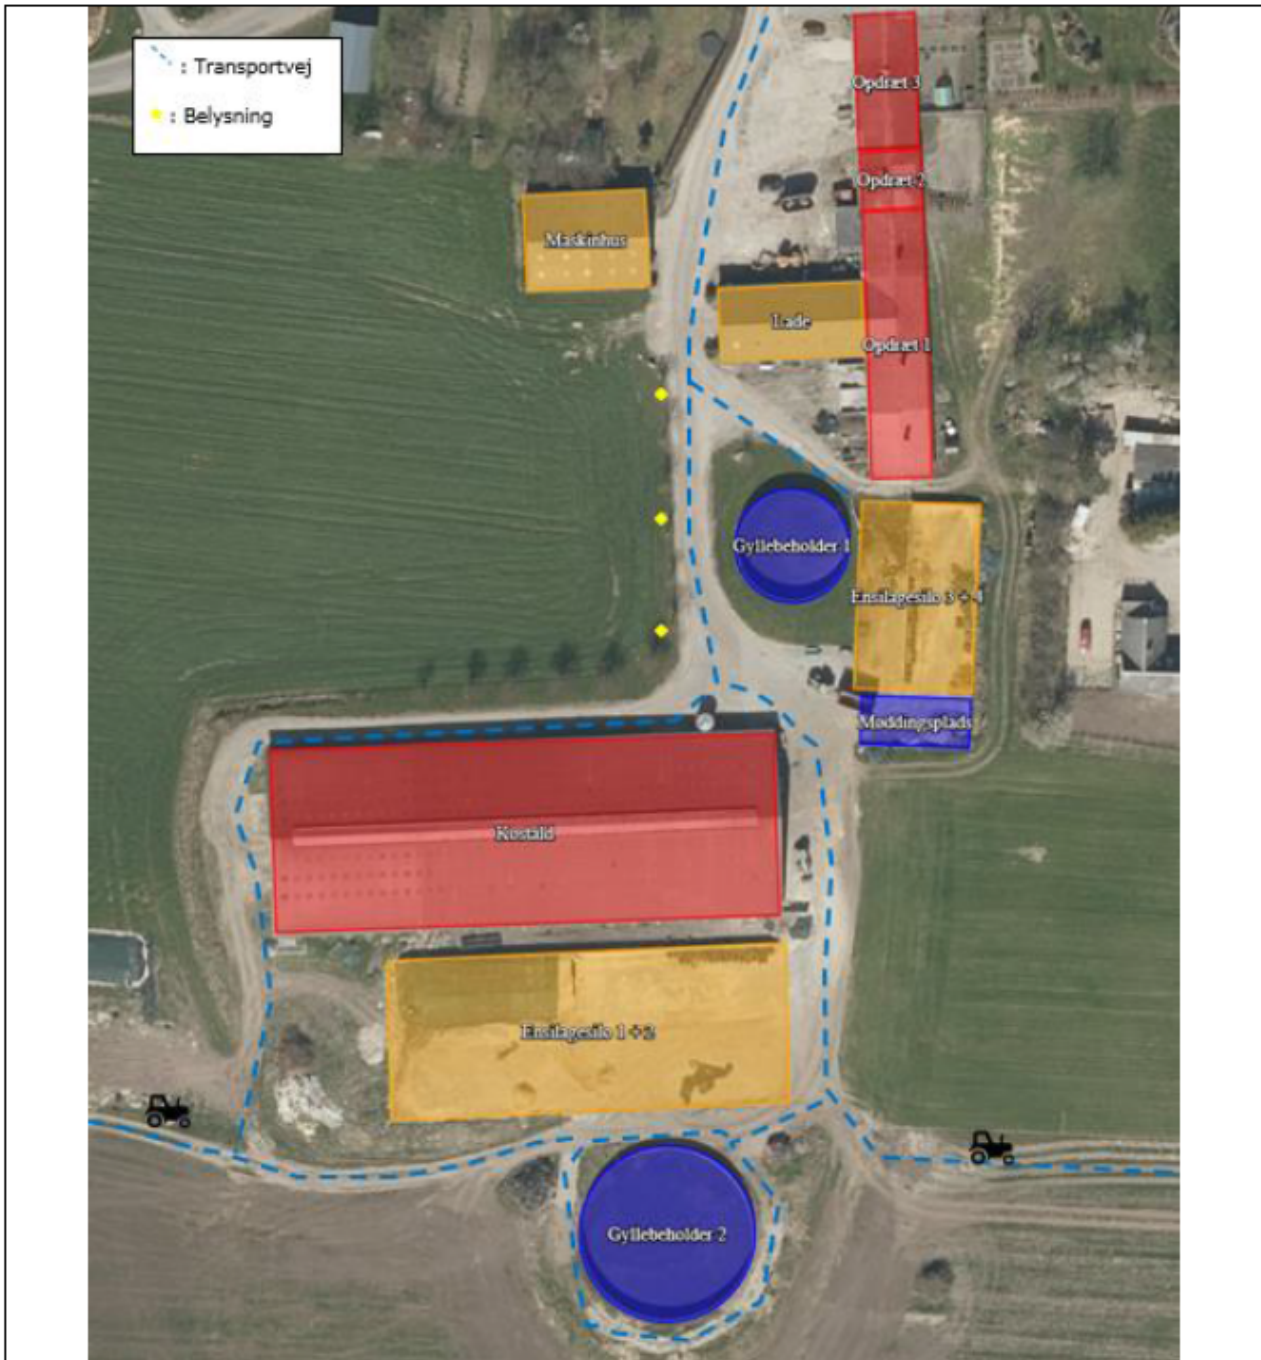 : Transportvej
: Belysning
Opdræt 3
Opdræt 2
Maskinhus
Lade
Opdræt 1
Gyllebeholder 1
Ensilagesilo 3 + 4
Møddingsplads
Kostald
Ensilagesilo 1 + 2
Gyllebeholder 2